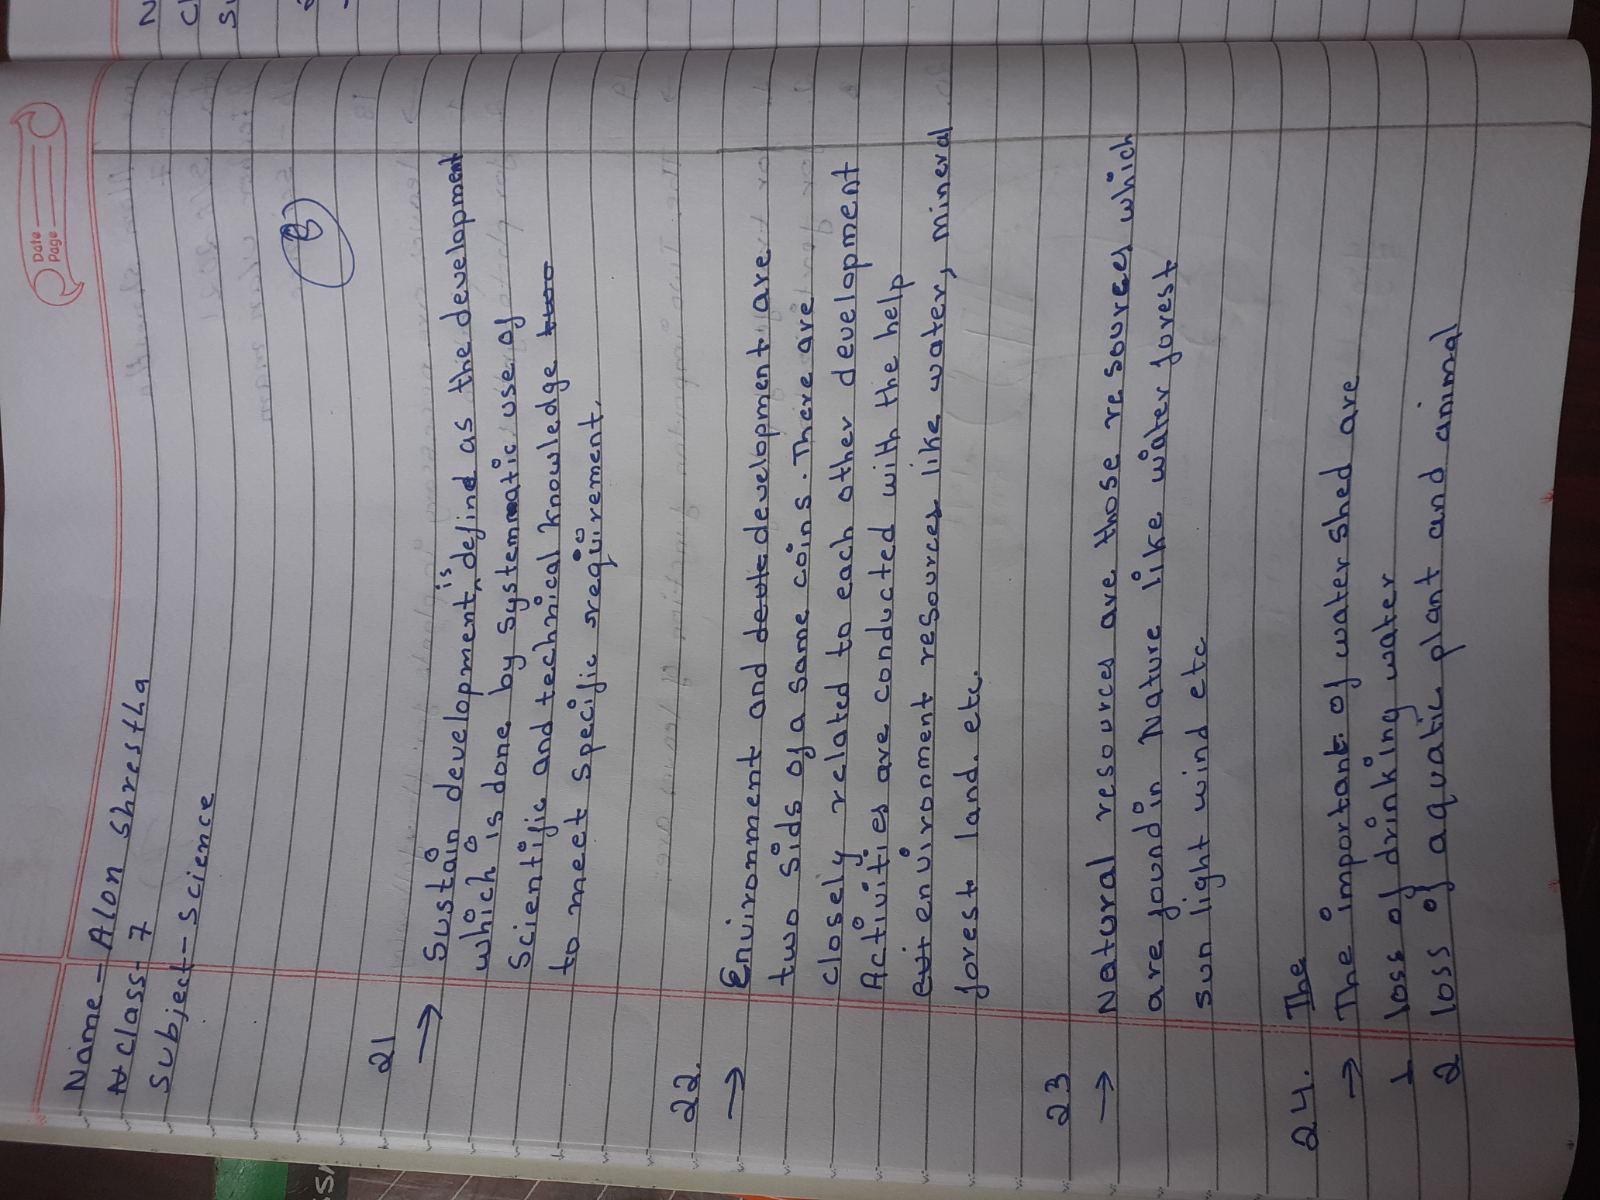 Date
Page
Name - Alon Shrestha
N class - 7
Subject - Science
B
21
→ Sustain development is defind as the development
which is done by systemmatic use of
Scientific and technical knowledge two
to meet Specific requirement.
22.
→ Environment and deute development are
two Sids of a same coins. There are
closely related to each other development
Activities are conducted with the help
eut environment resources like water, mineral
forest land. etc.
23
→ Natural resources are those resources which
are found in Nature like water forest
sun light wind etc
24. The
→ The important of water shed are
1 loss of drinking water
2 loss of aquatic plant and animal